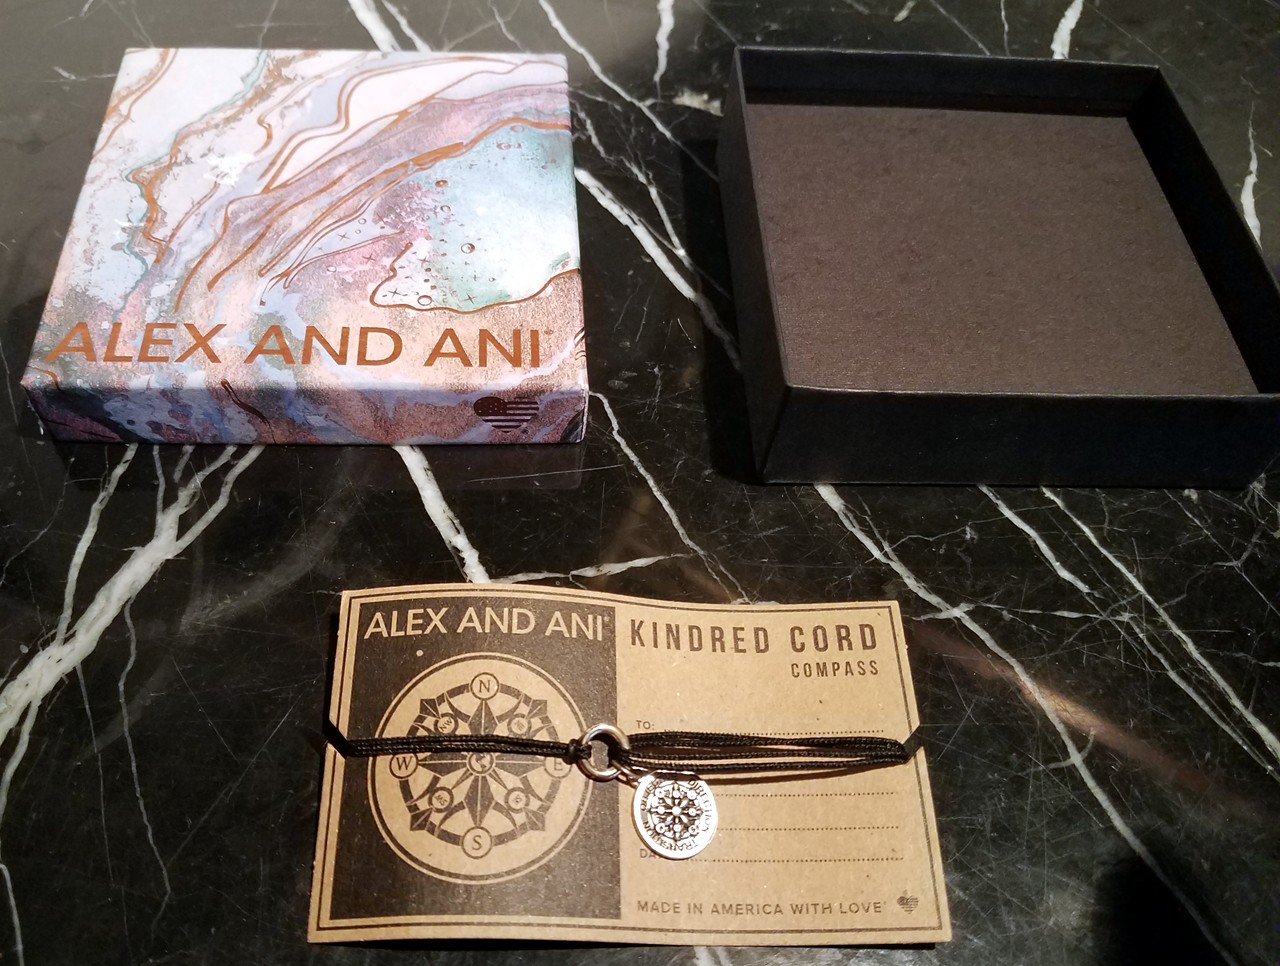 ALEX AND ANI
ALEX AND ANI
KINDRED CORD
COMPASS
N
W
E
S
TO:
MADE IN AMERICA WITH LOVE